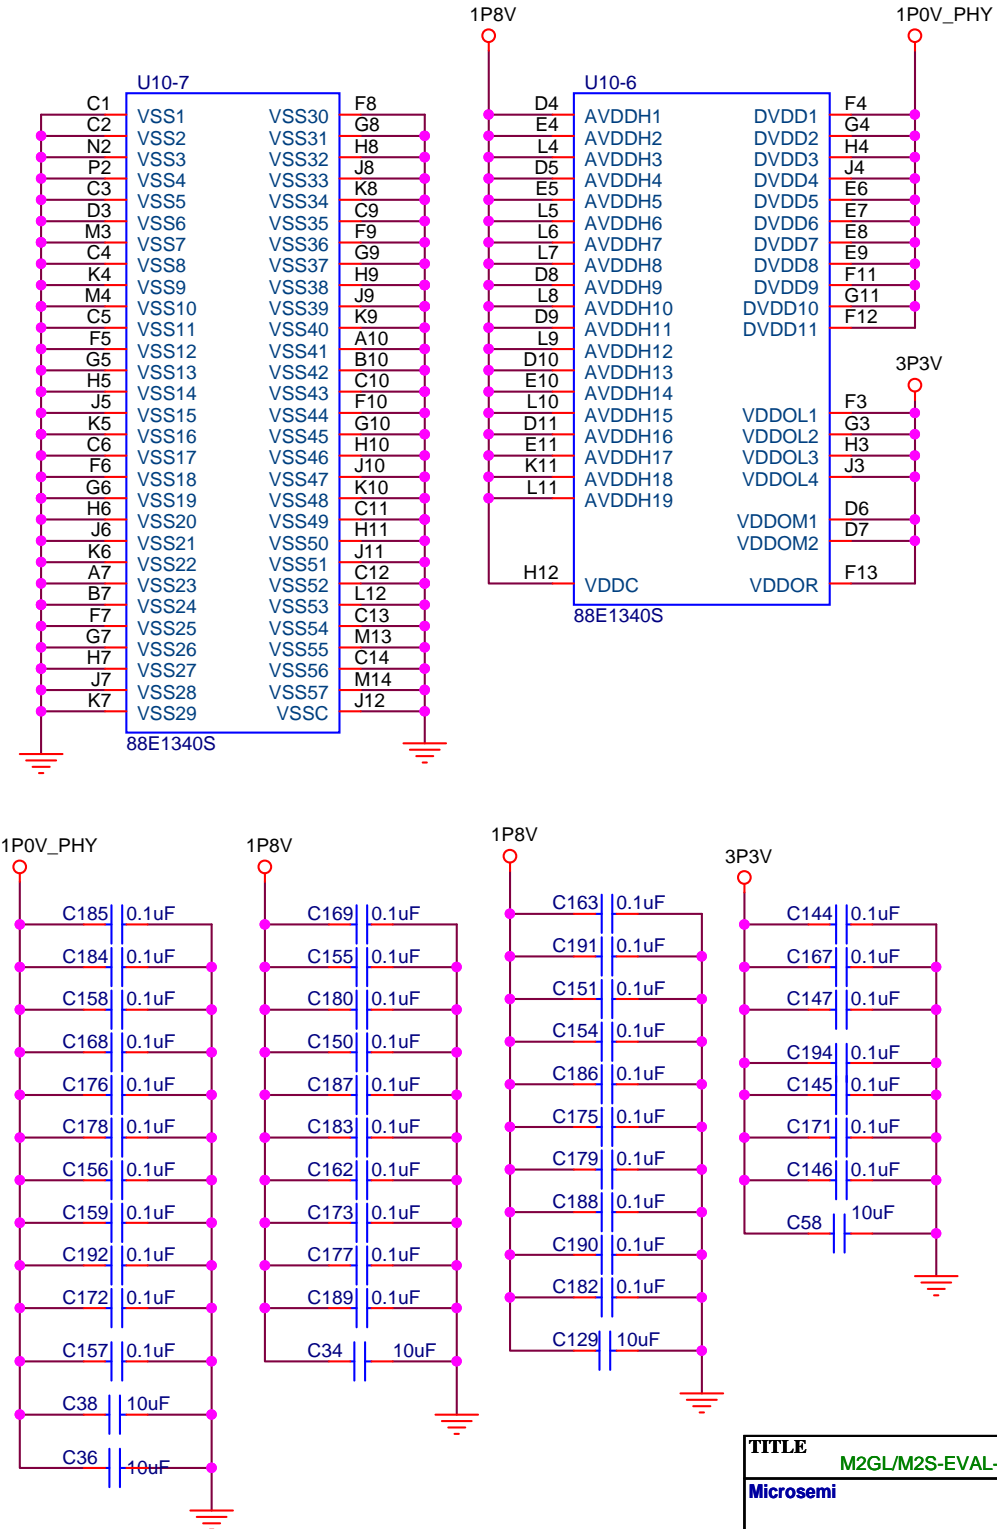 1P8V 1P0V_PHY
U10-7 U10-6
C1 VSS1 VSS30 F8
C2 VSS2 VSS31 G8
N2 VSS3 VSS32 H8
P2 VSS4 VSS33 J8
C3 VSS5 VSS34 K8
D3 VSS6 VSS35 C9
M3 VSS7 VSS36 F9
C4 VSS8 VSS37 G9
K4 VSS9 VSS38 H9
M4 VSS10 VSS39 J9
C5 VSS11 VSS40 K9
F5 VSS12 VSS41 A10
G5 VSS13 VSS42 B10
H5 VSS14 VSS43 C10
J5 VSS15 VSS44 F10
K5 VSS16 VSS45 G10
C6 VSS17 VSS46 H10
F6 VSS18 VSS47 J10
G6 VSS19 VSS48 K10
H6 VSS20 VSS49 C11
J6 VSS21 VSS50 H11
K6 VSS22 VSS51 J11
A7 VSS23 VSS52 C12
B7 VSS24 VSS53 L12
F7 VSS25 VSS54 C13
G7 VSS26 VSS55 M13
H7 VSS27 VSS56 C14
J7 VSS28 VSS57 M14
K7 VSS29 VSSC J12
88E1340S
D4 AVDDH1 DVDD1 F4
E4 AVDDH2 DVDD2 G4
L4 AVDDH3 DVDD3 H4
D5 AVDDH4 DVDD4 J4
E5 AVDDH5 DVDD5 E6
L5 AVDDH6 DVDD6 E7
L6 AVDDH7 DVDD7 E8
L7 AVDDH8 DVDD8 E9
D8 AVDDH9 DVDD9 F11
L8 AVDDH10 DVDD10 G11
D9 AVDDH11 DVDD11 F12
L9 AVDDH12
3P3V
D10 AVDDH13
E10 AVDDH14
L10 AVDDH15 VDDOL1 F3
D11 AVDDH16 VDDOL2 G3
E11 AVDDH17 VDDOL3 H3
K11 AVDDH18 VDDOL4 J3
L11 AVDDH19
VDDOM1 D6
VDDOM2 D7
H12 VDDC VDDOR F13
88E1340S
1P0V_PHY
C185 0.1uF
C184 0.1uF
C158 0.1uF
C168 0.1uF
C176 0.1uF
C178 0.1uF
C156 0.1uF
C159 0.1uF
C192 0.1uF
C172 0.1uF
C157 0.1uF
C38 10uF
C36 10uF
1P8V
C169 0.1uF
C155 0.1uF
C180 0.1uF
C150 0.1uF
C187 0.1uF
C183 0.1uF
C162 0.1uF
C173 0.1uF
C177 0.1uF
C189 0.1uF
C34 10uF
1P8V
C163 0.1uF
C191 0.1uF
C151 0.1uF
C154 0.1uF
C186 0.1uF
C175 0.1uF
C179 0.1uF
C188 0.1uF
C190 0.1uF
C182 0.1uF
C129 10uF
3P3V
C144 0.1uF
C167 0.1uF
C147 0.1uF
C194 0.1uF
C145 0.1uF
C171 0.1uF
C146 0.1uF
C58 10uF
TITLE
M2GL/M2S-EVAL-
Microsemi